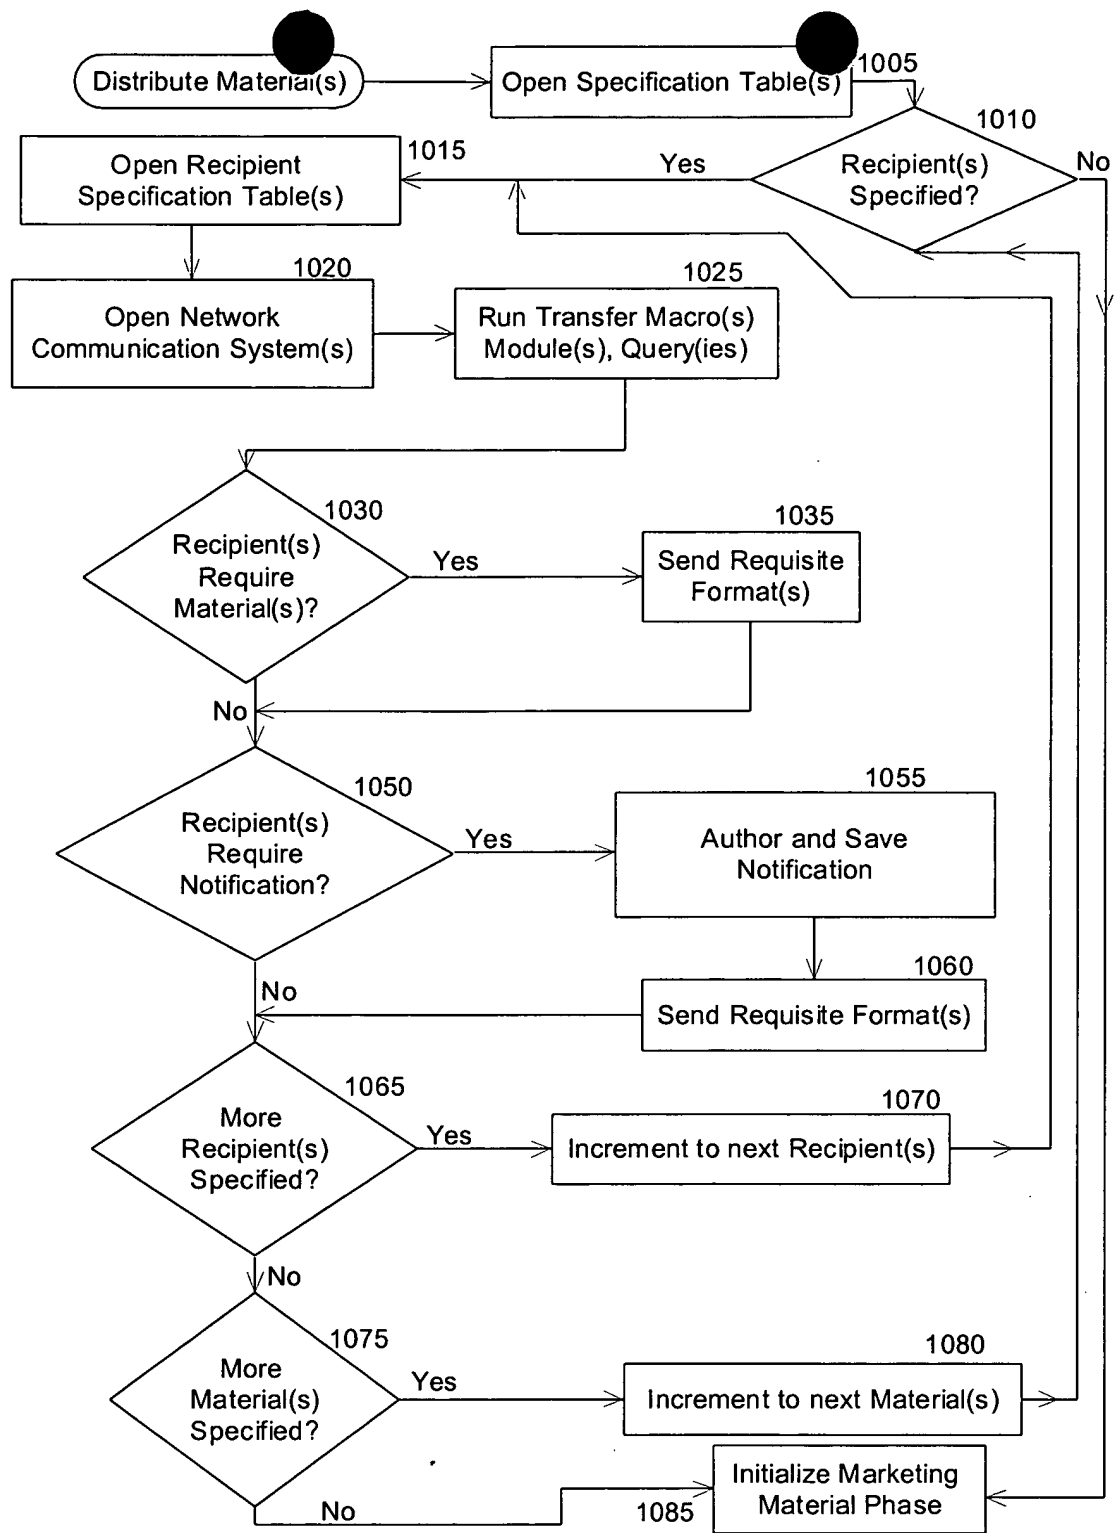 Distribute Material(s)
Open Specification Table(s)
1005
1010
Recipient(s)
Specified?
Yes
No
1015
Open Recipient
Specification Table(s)
1020
Open Network
Communication System(s)
1025
Run Transfer Macro(s)
Module(s), Query(ies)
1030
Recipient(s)
Require
Material(s)?
Yes
1035
Send Requisite
Format(s)
No
1050
Recipient(s)
Require
Notification?
Yes
1055
Author and Save
Notification
1060
Send Requisite Format(s)
No
1065
More
Recipient(s)
Specified?
Yes
1070
Increment to next Recipient(s)
No
1075
More
Material(s)
Specified?
Yes
1080
Increment to next Material(s)
No
1085
Initialize Marketing
Material Phase